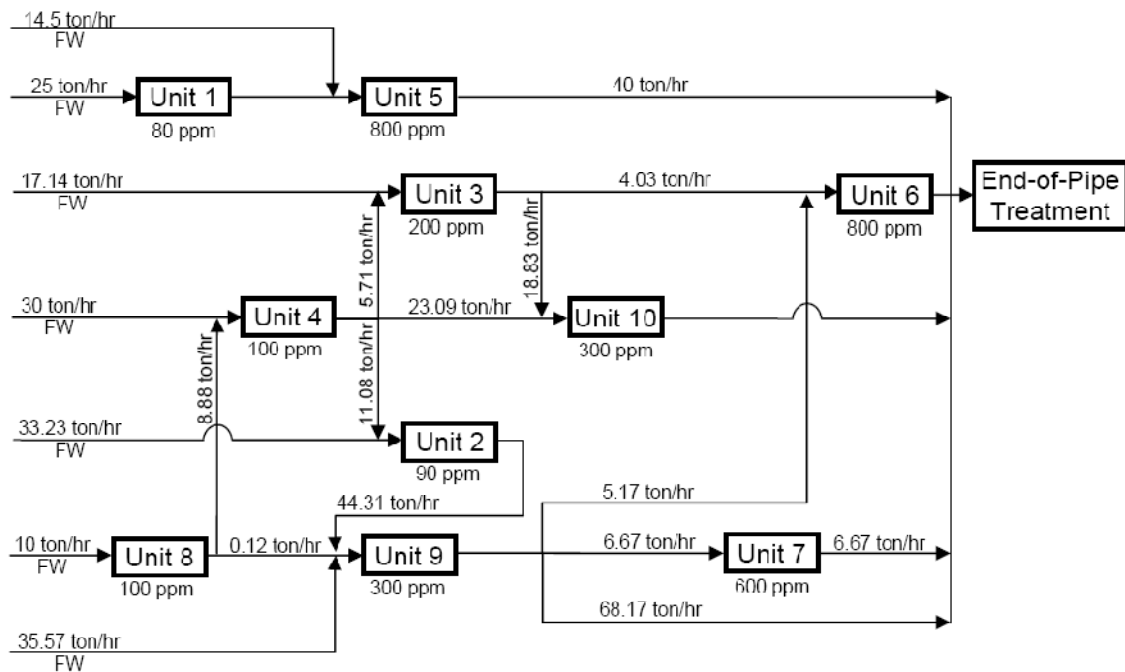 14.5 ton/hr
FW
25 ton/hr
FW
Unit 1
80 ppm
Unit 5
800 ppm
40 ton/hr
17.14 ton/hr
FW
Unit 3
200 ppm
4.03 ton/hr
Unit 6
800 ppm
End-of-Pipe
Treatment
5.71 ton/hr
18.83 ton/hr
30 ton/hr
FW
Unit 4
100 ppm
23.09 ton/hr
Unit 10
300 ppm
8.88 ton/hr
11.08 ton/hr
33.23 ton/hr
FW
Unit 2
90 ppm
44.31 ton/hr
5.17 ton/hr
10 ton/hr
FW
Unit 8
100 ppm
0.12 ton/hr
Unit 9
300 ppm
6.67 ton/hr
Unit 7
600 ppm
6.67 ton/hr
68.17 ton/hr
35.57 ton/hr
FW